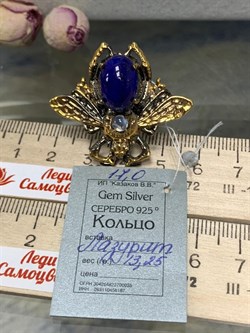 17,0
ИП "Казаков В.В."
Gem Silver
СЕРЕБРО 925°
Кольцо
вставка Лазурит
вес (гр.) 13,25
цена
Леди
Самоцве
Леди
Самоцв